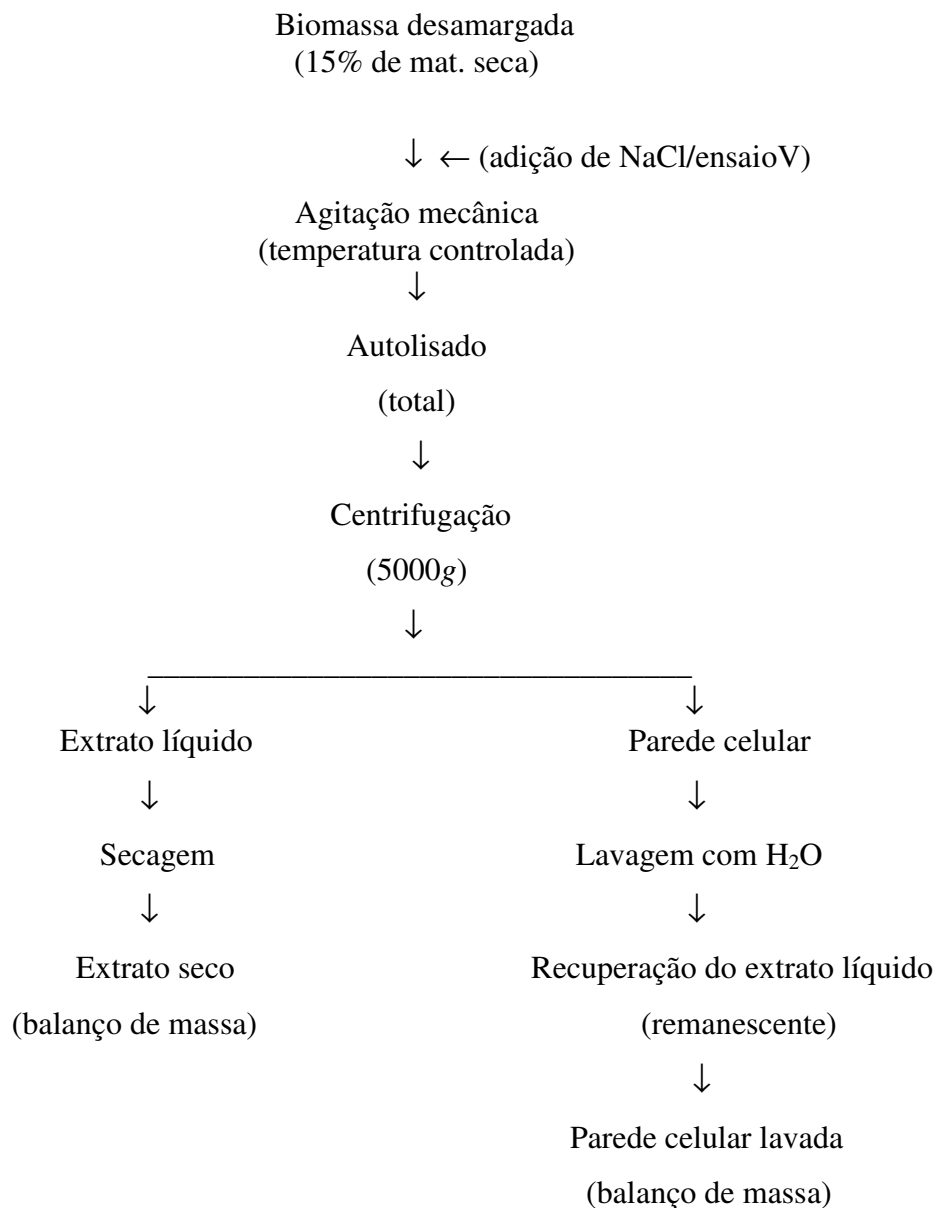 Biomassa desamargada
(15% de mat. seca)
↓ ← (adição de NaCl/ensaioV)
Agitação mecânica
(temperatura controlada)
↓
Autolisado
(total)
↓
Centrifugação
(5000g)
↓
↓ ↓
Extrato líquido Parede celular
↓ ↓
Secagem Lavagem com H₂O
↓ ↓
Extrato seco Recuperação do extrato líquido
(balanço de massa) (remanescente)
↓
Parede celular lavada
(balanço de massa)